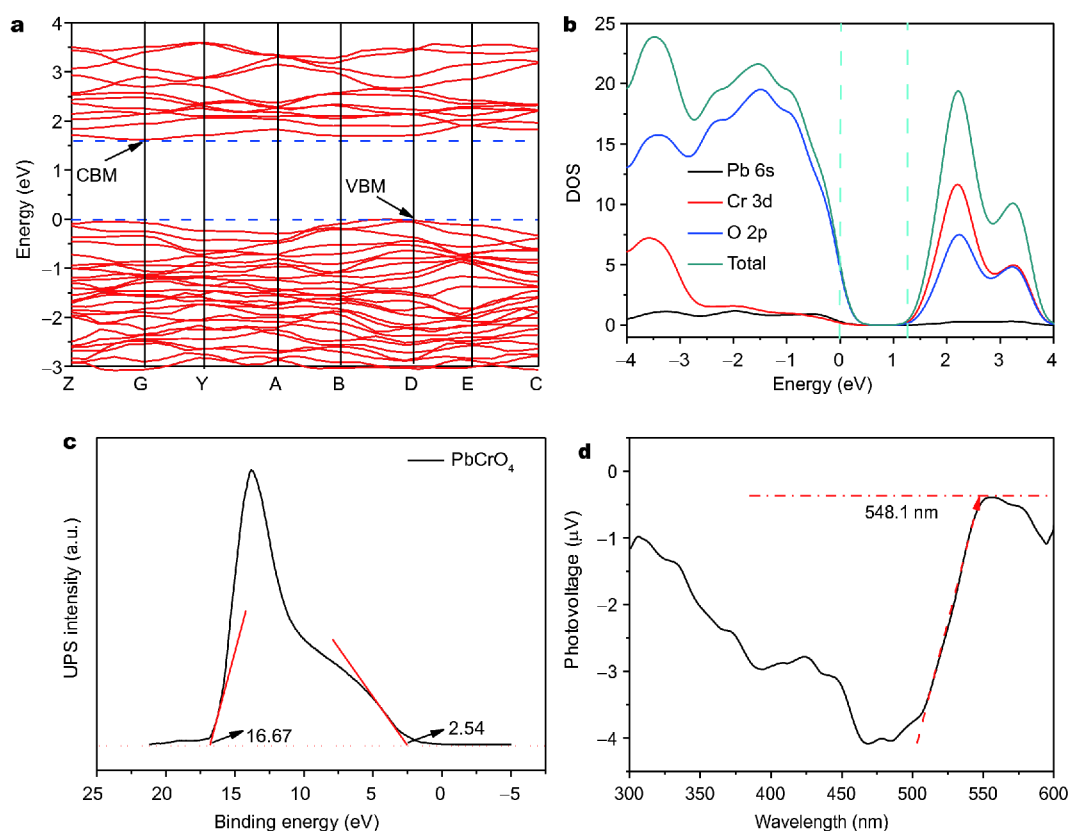 a
4
3
2
1
0
−1
−2
−3
Energy (eV)
CBM
VBM
Z G Y A B D E C
b
25
20
15
10
5
0
DOS
Pb 6s
Cr 3d
O 2p
Total
−4 −3 −2 −1 0 1 2 3 4
Energy (eV)
c
PbCrO₄
UPS intensity (a.u.)
16.67
2.54
25 20 15 10 5 0 −5
Binding energy (eV)
d
0
−1
−2
−3
−4
Photovoltage (μV)
548.1 nm
300 350 400 450 500 550 600
Wavelength (nm)